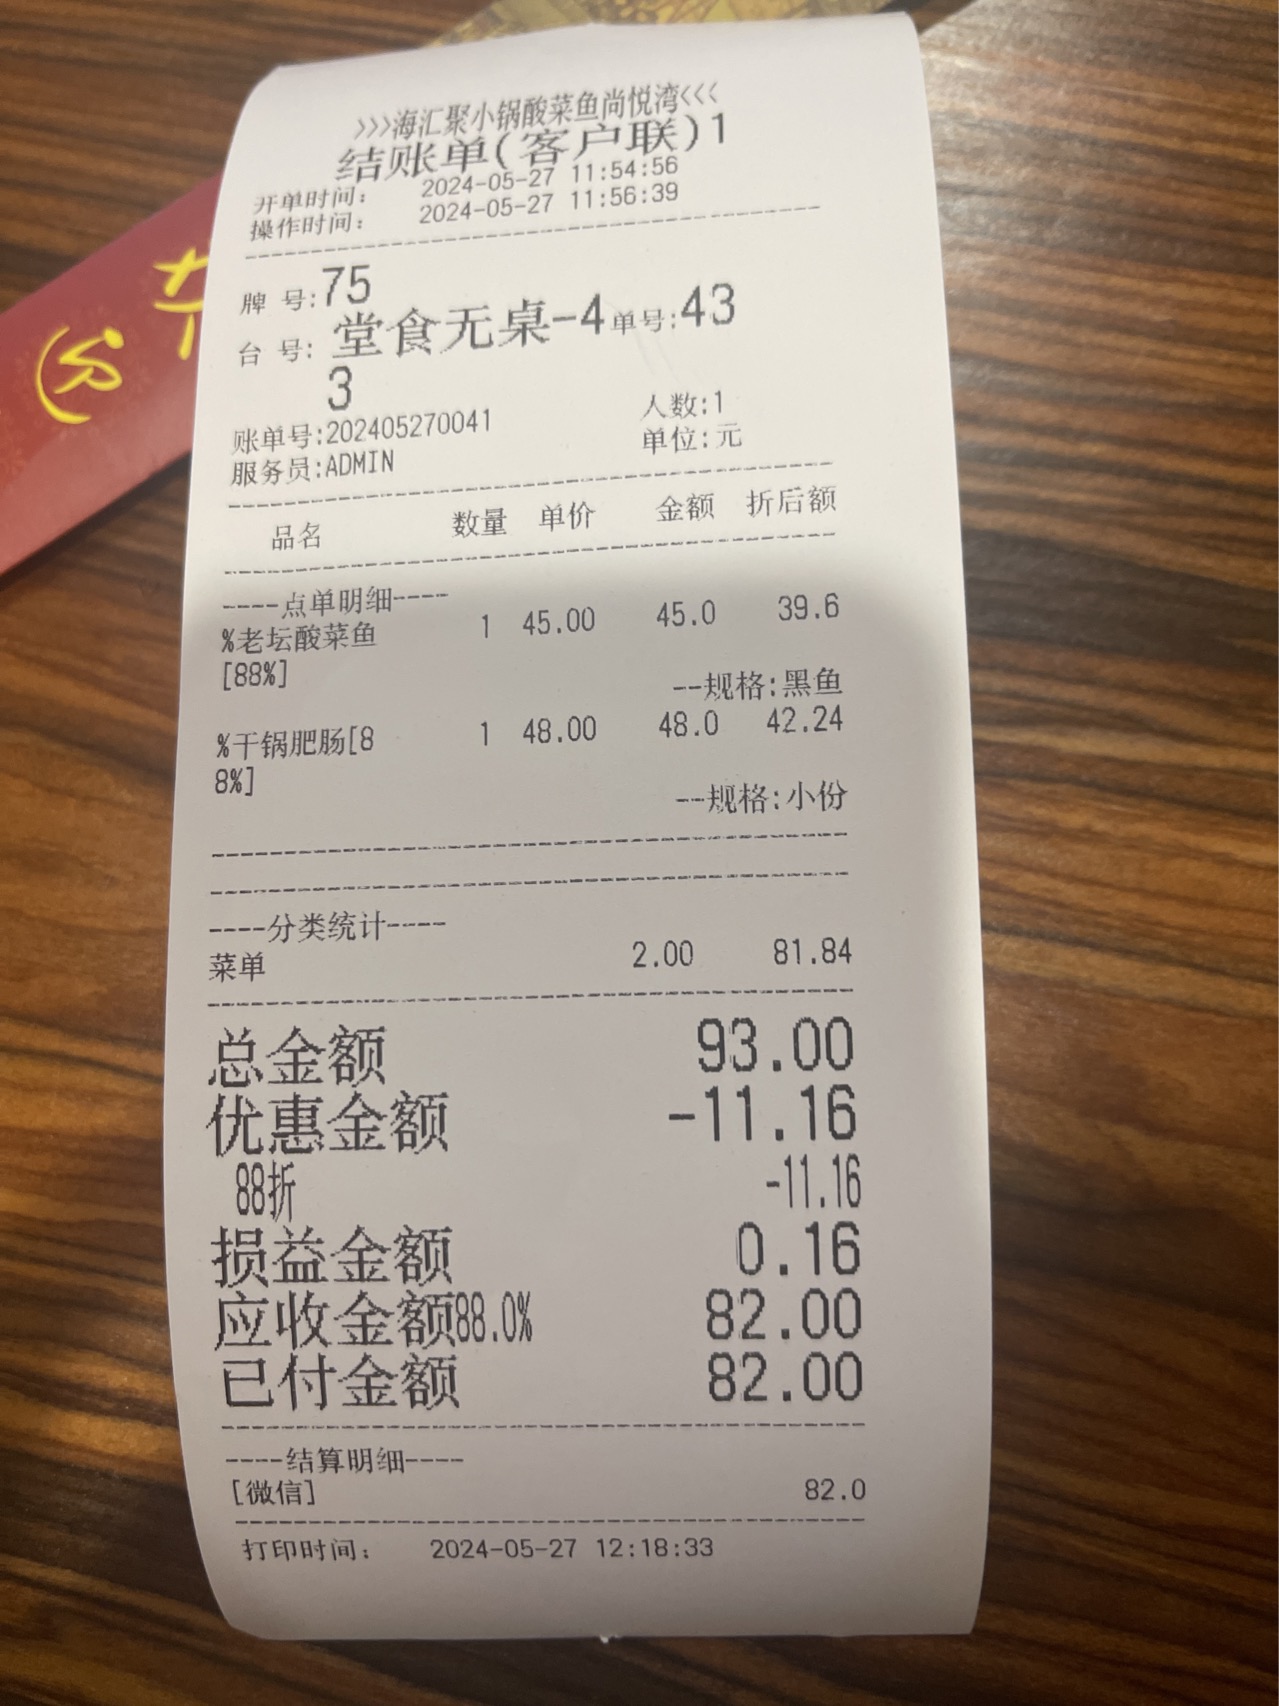 >>>海汇聚小锅酸菜鱼尚悦湾<<<
结账单(客户联)1
开单时间： 2024-05-27 11:54:56
操作时间： 2024-05-27 11:56:39
牌 号:75
台 号: 堂食无桌-4 单号:43
3
账单号:202405270041 人数:1
服务员:ADMIN 单位:元
品名 数量 单价 金额 折后额
----点单明细----
%老坛酸菜鱼 1 45.00 45.0 39.6
[88%]
--规格:黑鱼
%干锅肥肠[8 1 48.00 48.0 42.24
8%]
--规格:小份
----分类统计----
菜单 2.00 81.84
总金额 93.00
优惠金额 -11.16
88折 -11.16
损益金额 0.16
应收金额88.0% 82.00
已付金额 82.00
----结算明细----
[微信] 82.0
打印时间： 2024-05-27 12:18:33